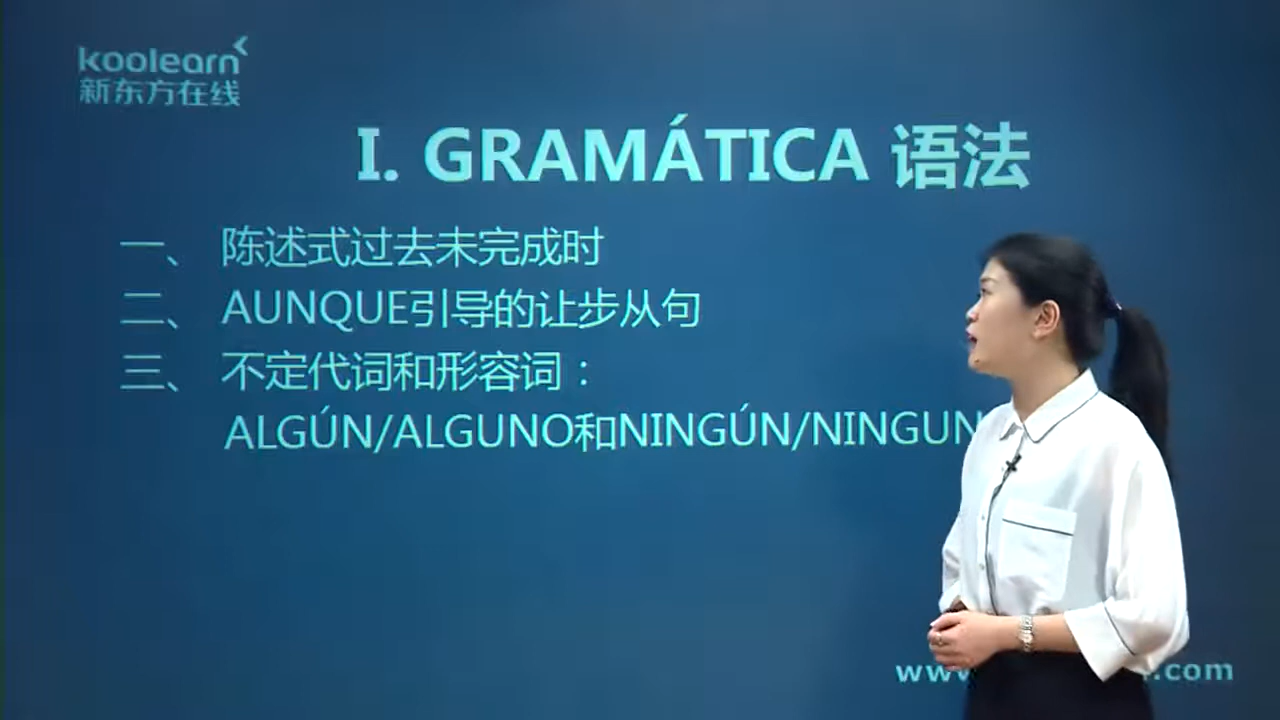 koolearn
新东方在线
I. GRAMÁTICA 语法
一、 陈述式过去未完成时
二、 AUNQUE引导的让步从句
三、 不定代词和形容词：
ALGÚN/ALGUNO和NINGÚN/NINGUN
www .com